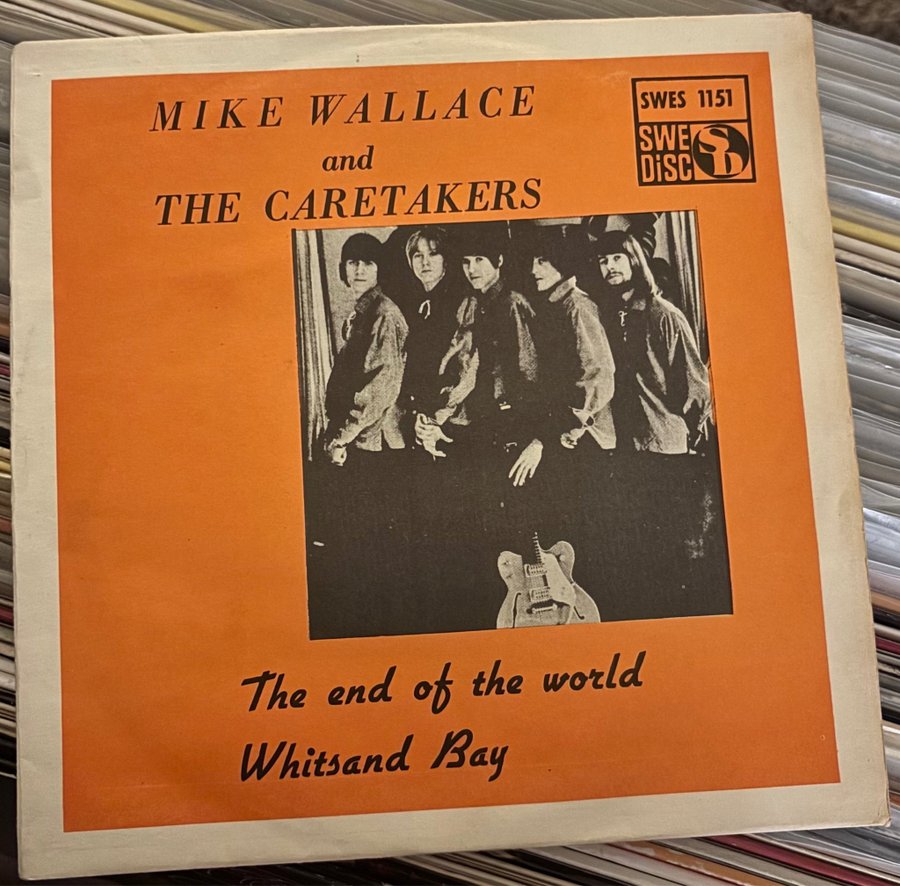 MIKE WALLACE
and
THE CARETAKERS
SWES 1151
SWE
DISC SD
The end of the world
Whitsand Bay